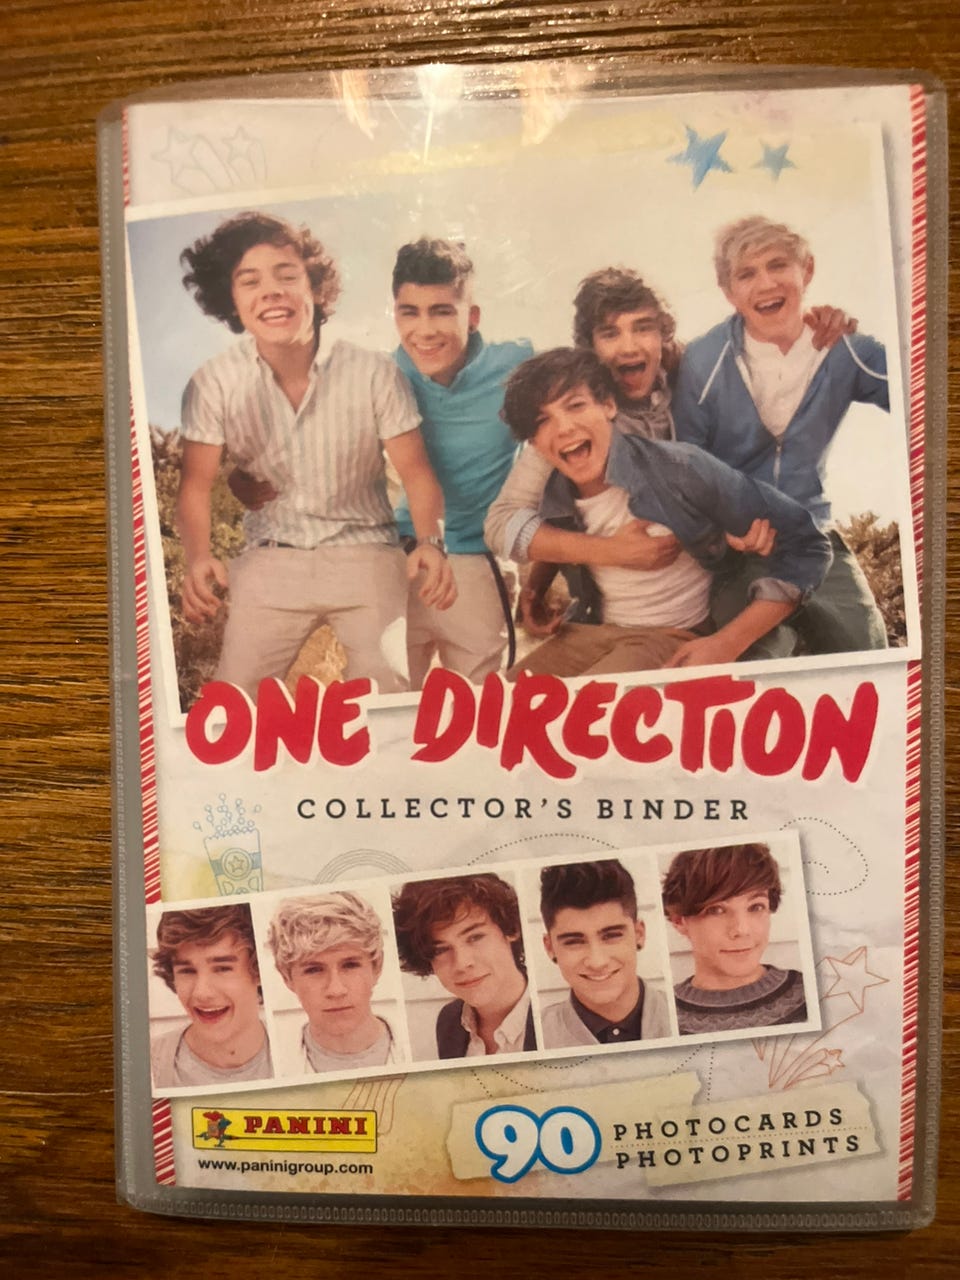 ONE DIRECTION
COLLECTOR'S BINDER
PANINI
www.paninigroup.com
90 PHOTOCARDS
PHOTOPRINTS